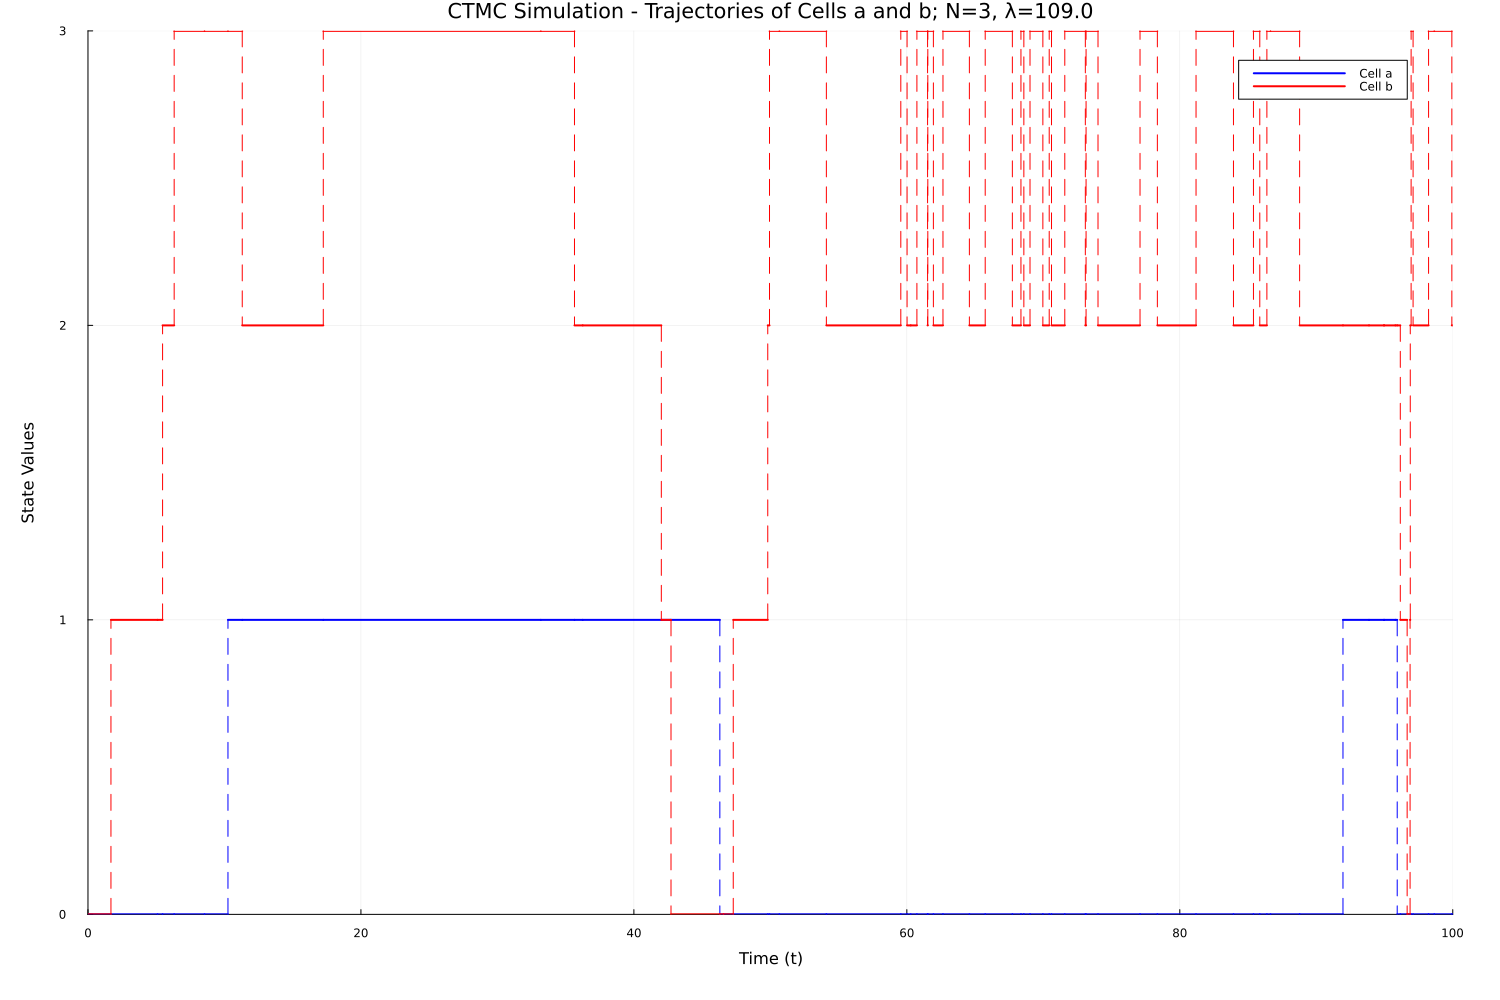 CTMC Simulation - Trajectories of Cells a and b; N=3, λ=109.0
3
Cell a
Cell b
2
State Values
1
0
0 20 40 60 80 100
Time (t)